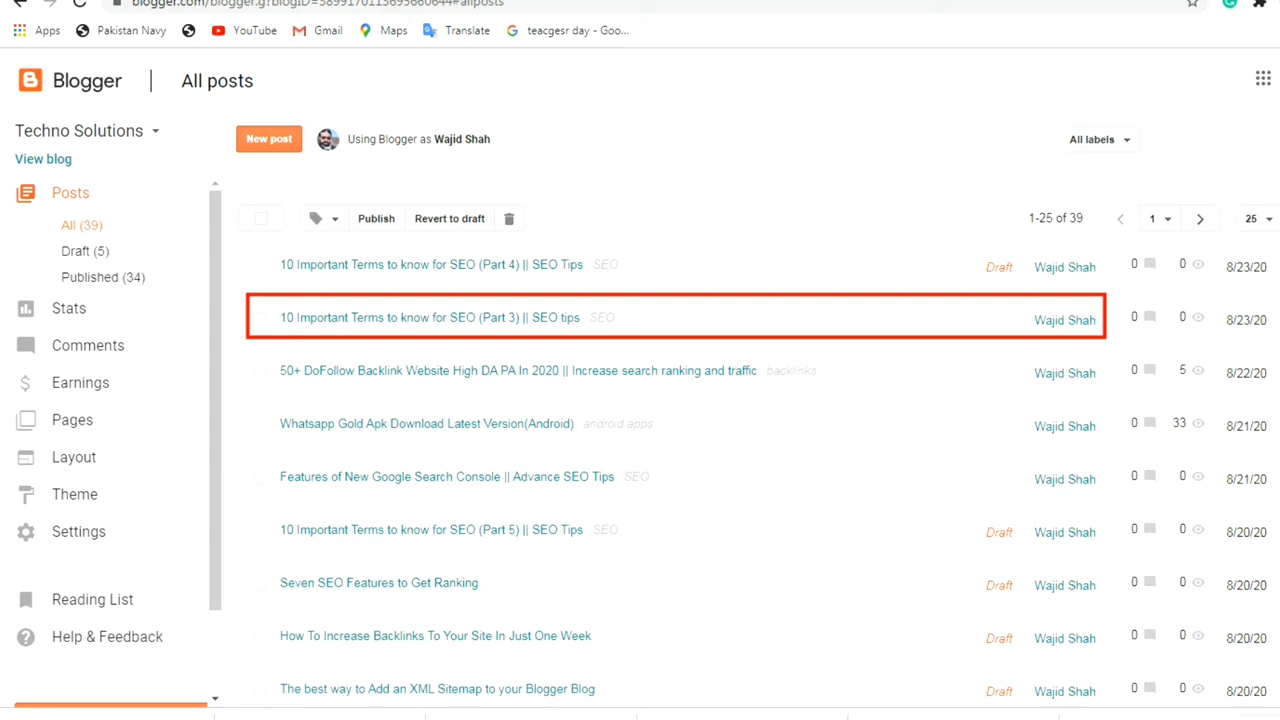 Apps Pakistan Navy YouTube Gmail Maps Translate teacgesr day - Goo...
Blogger All posts
Techno Solutions
View blog
New post Using Blogger as Wajid Shah All labels
Posts
All (39)
Draft (5)
Published (34)
Stats
Comments
Earnings
Pages
Layout
Theme
Settings
Reading List
Help & Feedback
Publish Revert to draft 1-25 of 39 1 25
10 Important Terms to know for SEO (Part 4) || SEO Tips SEO Draft Wajid Shah 0 0 8/23/20
10 Important Terms to know for SEO (Part 3) || SEO tips SEO Wajid Shah 0 0 8/23/20
50+ DoFollow Backlink Website High DA PA In 2020 || Increase search ranking and traffic backlinks Wajid Shah 0 5 8/22/20
Whatsapp Gold Apk Download Latest Version(Android) android apps Wajid Shah 0 33 8/21/20
Features of New Google Search Console || Advance SEO Tips SEO Wajid Shah 0 0 8/21/20
10 Important Terms to know for SEO (Part 5) || SEO Tips SEO Draft Wajid Shah 0 0 8/20/20
Seven SEO Features to Get Ranking Draft Wajid Shah 0 0 8/20/20
How To Increase Backlinks To Your Site In Just One Week Draft Wajid Shah 0 0 8/20/20
The best way to Add an XML Sitemap to your Blogger Blog Draft Wajid Shah 0 0 8/20/20